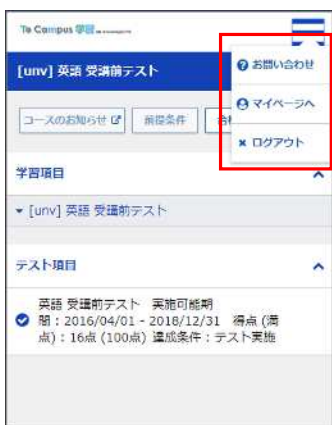 To Campus 学習
お問い合わせ
[unv] 英語 受講前テスト
マイページへ
コースのお知らせ
前提条件
ログアウト
学習項目
[unv] 英語 受講前テスト
テスト項目
英語 受講前テスト 実施可能期
間：2016/04/01 - 2018/12/31 得点 (満
点)：16点 (100点) 達成条件：テスト実施